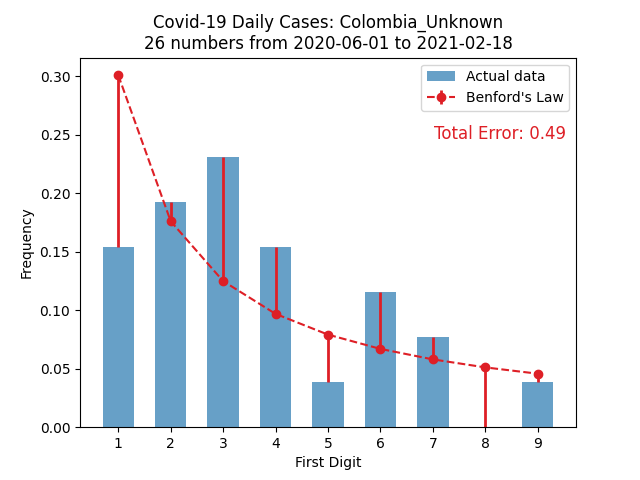 Covid-19 Daily Cases: Colombia_Unknown
26 numbers from 2020-06-01 to 2021-02-18
Actual data
Benford's Law
Total Error: 0.49
0.30
0.25
0.20
0.15
0.10
0.05
0.00
Frequency
1 2 3 4 5 6 7 8 9
First Digit